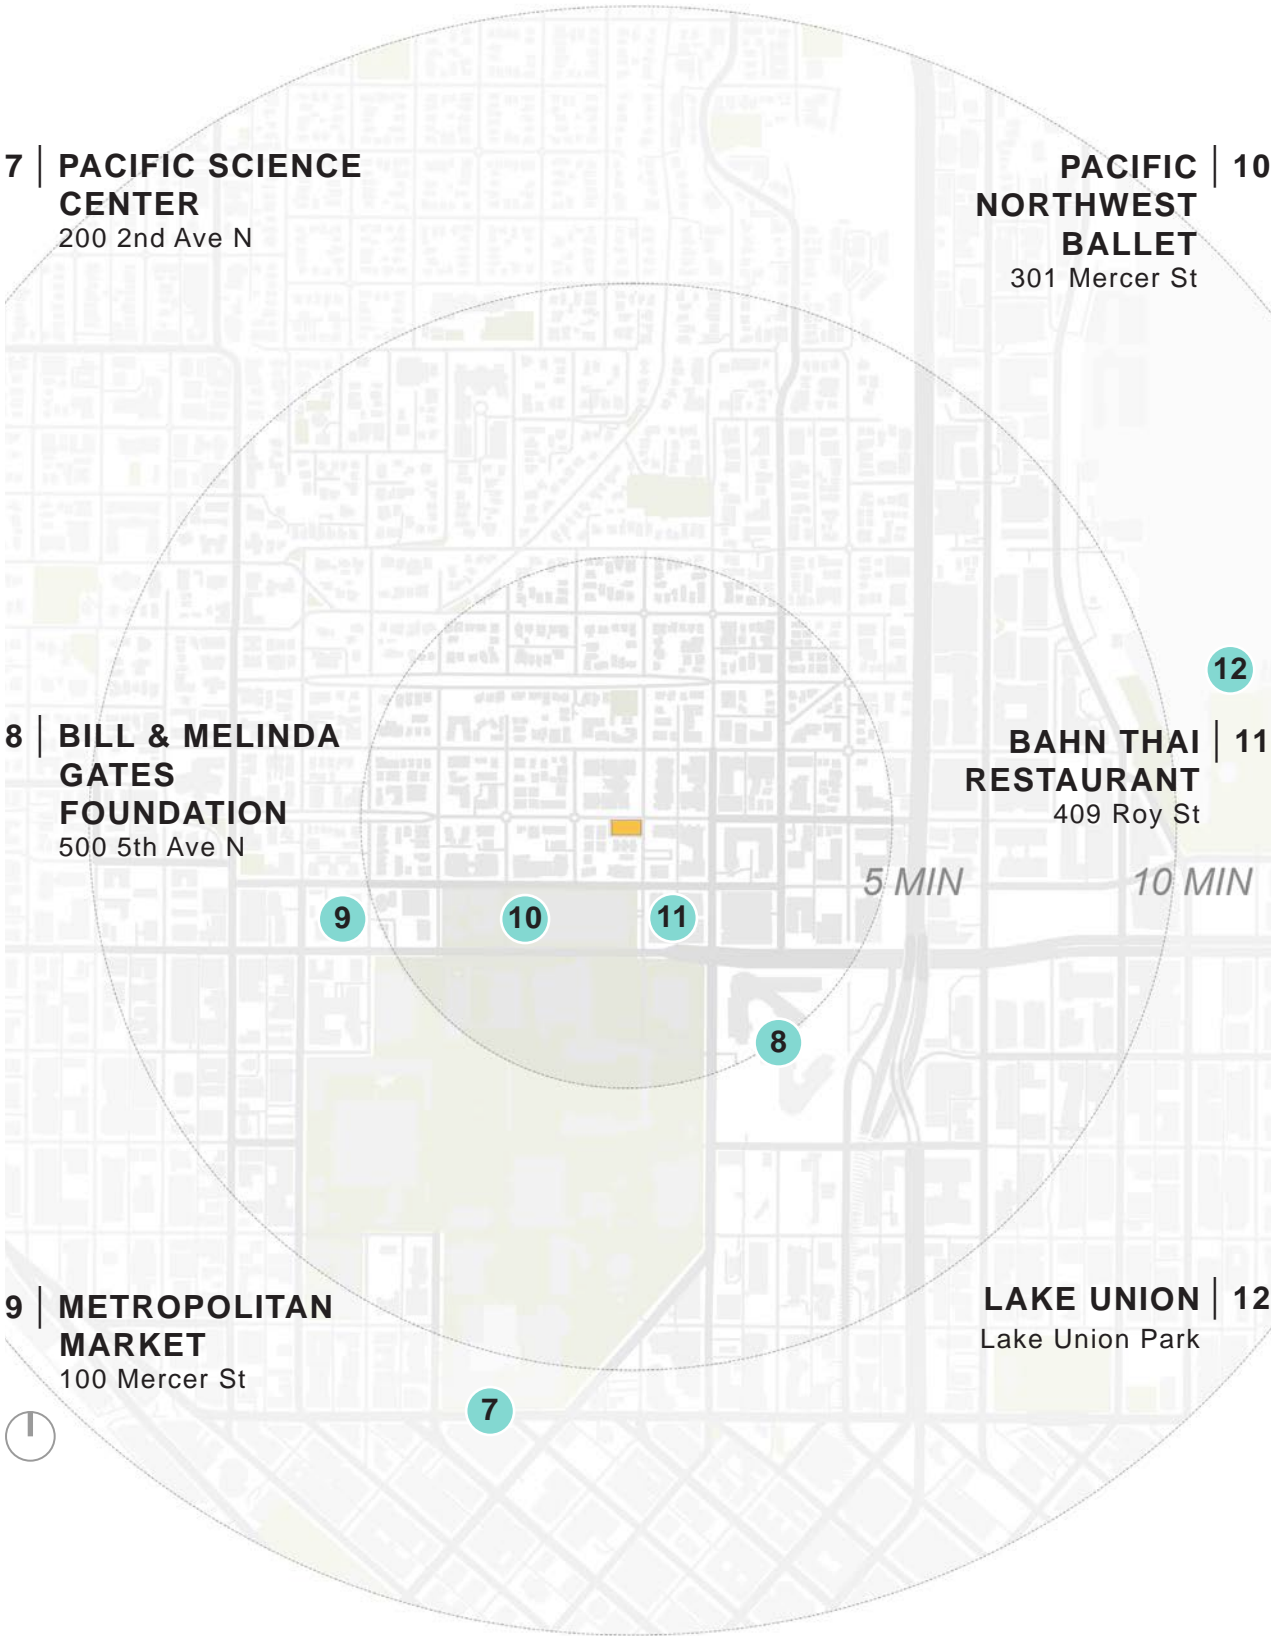 7 | PACIFIC SCIENCE
CENTER
200 2nd Ave N
PACIFIC | 10
NORTHWEST
BALLET
301 Mercer St
12
8 | BILL & MELINDA
GATES
FOUNDATION
500 5th Ave N
BAHN THAI | 11
RESTAURANT
409 Roy St
5 MIN
10 MIN
9
10
11
8
9 | METROPOLITAN
MARKET
100 Mercer St
LAKE UNION | 12
Lake Union Park
7